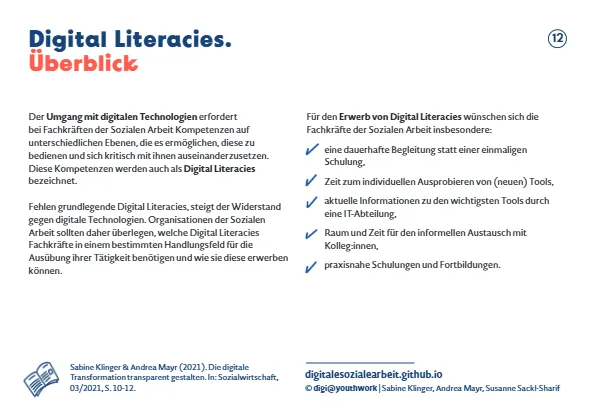 Digital Literacies.
Überblick
12
Der Umgang mit digitalen Technologien erfordert
bei Fachkräften der Sozialen Arbeit Kompetenzen auf
unterschiedlichen Ebenen, die es ermöglichen, diese zu
bedienen und sich kritisch mit ihnen auseinanderzusetzen.
Diese Kompetenzen werden auch als Digital Literacies
bezeichnet.
Fehlen grundlegende Digital Literacies, steigt der Widerstand
gegen digitale Technologien. Organisationen der Sozialen
Arbeit sollten daher überlegen, welche Digital Literacies
Fachkräfte in einem bestimmten Handlungsfeld für die
Ausübung ihrer Tätigkeit benötigen und wie sie diese erwerben
können.
Für den Erwerb von Digital Literacies wünschen sich die
Fachkräfte der Sozialen Arbeit insbesondere:
eine dauerhafte Begleitung statt einer einmaligen
Schulung,
Zeit zum individuellen Ausprobieren von (neuen) Tools,
aktuelle Informationen zu den wichtigsten Tools durch
eine IT-Abteilung,
Raum und Zeit für den informellen Austausch mit
Kolleg:innen,
praxisnahe Schulungen und Fortbildungen.
Sabine Klinger & Andrea Mayr (2021). Die digitale
Transformation transparent gestalten. In: Sozialwirtschaft,
03/2021, S. 10-12.
digitalesozialearbeit.github.io
© digi@youthwork | Sabine Klinger, Andrea Mayr, Susanne Sackl-Sharif